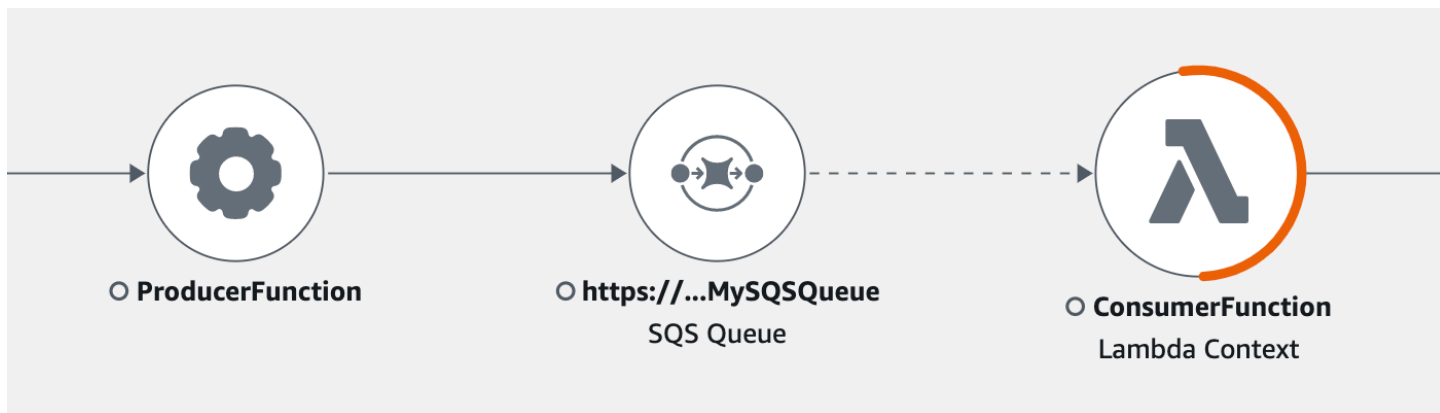 ProducerFunction
https://...MySQSQueue
SQS Queue
ConsumerFunction
Lambda Context